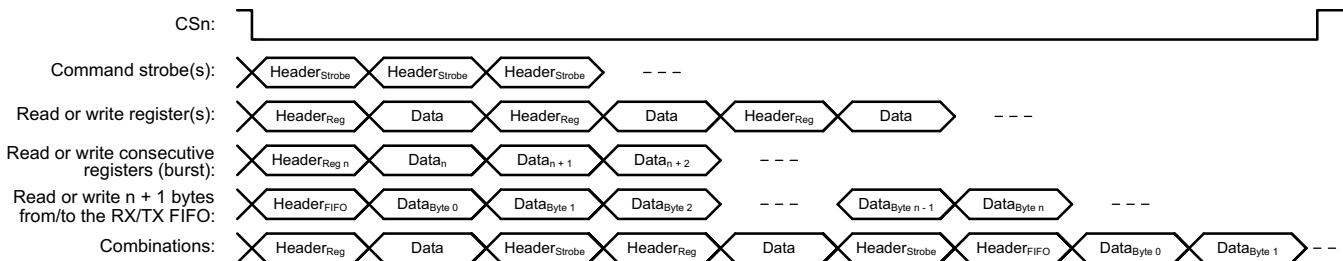 CSn:
Command strobe(s): HeaderStrobe HeaderStrobe HeaderStrobe – – –
Read or write register(s): HeaderReg Data HeaderReg Data HeaderReg Data – – –
Read or write consecutive
registers (burst): HeaderReg n Datan Datan + 1 Datan + 2 – – –
Read or write n + 1 bytes
from/to the RX/TX FIFO: HeaderFIFO DataByte 0 DataByte 1 DataByte 2 – – – DataByte n - 1 DataByte n – – –
Combinations: HeaderReg Data HeaderStrobe HeaderReg Data HeaderStrobe HeaderFIFO DataByte 0 DataByte 1 – –